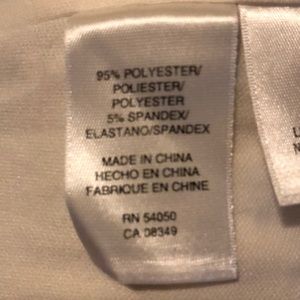 95% POLYESTER/
POLIESTER/
POLYESTER
5% SPANDEX/
ELASTANO/SPANDEX
MADE IN CHINA
HECHO EN CHINA
FABRIQUE EN CHINE
RN 54050
CA 08349